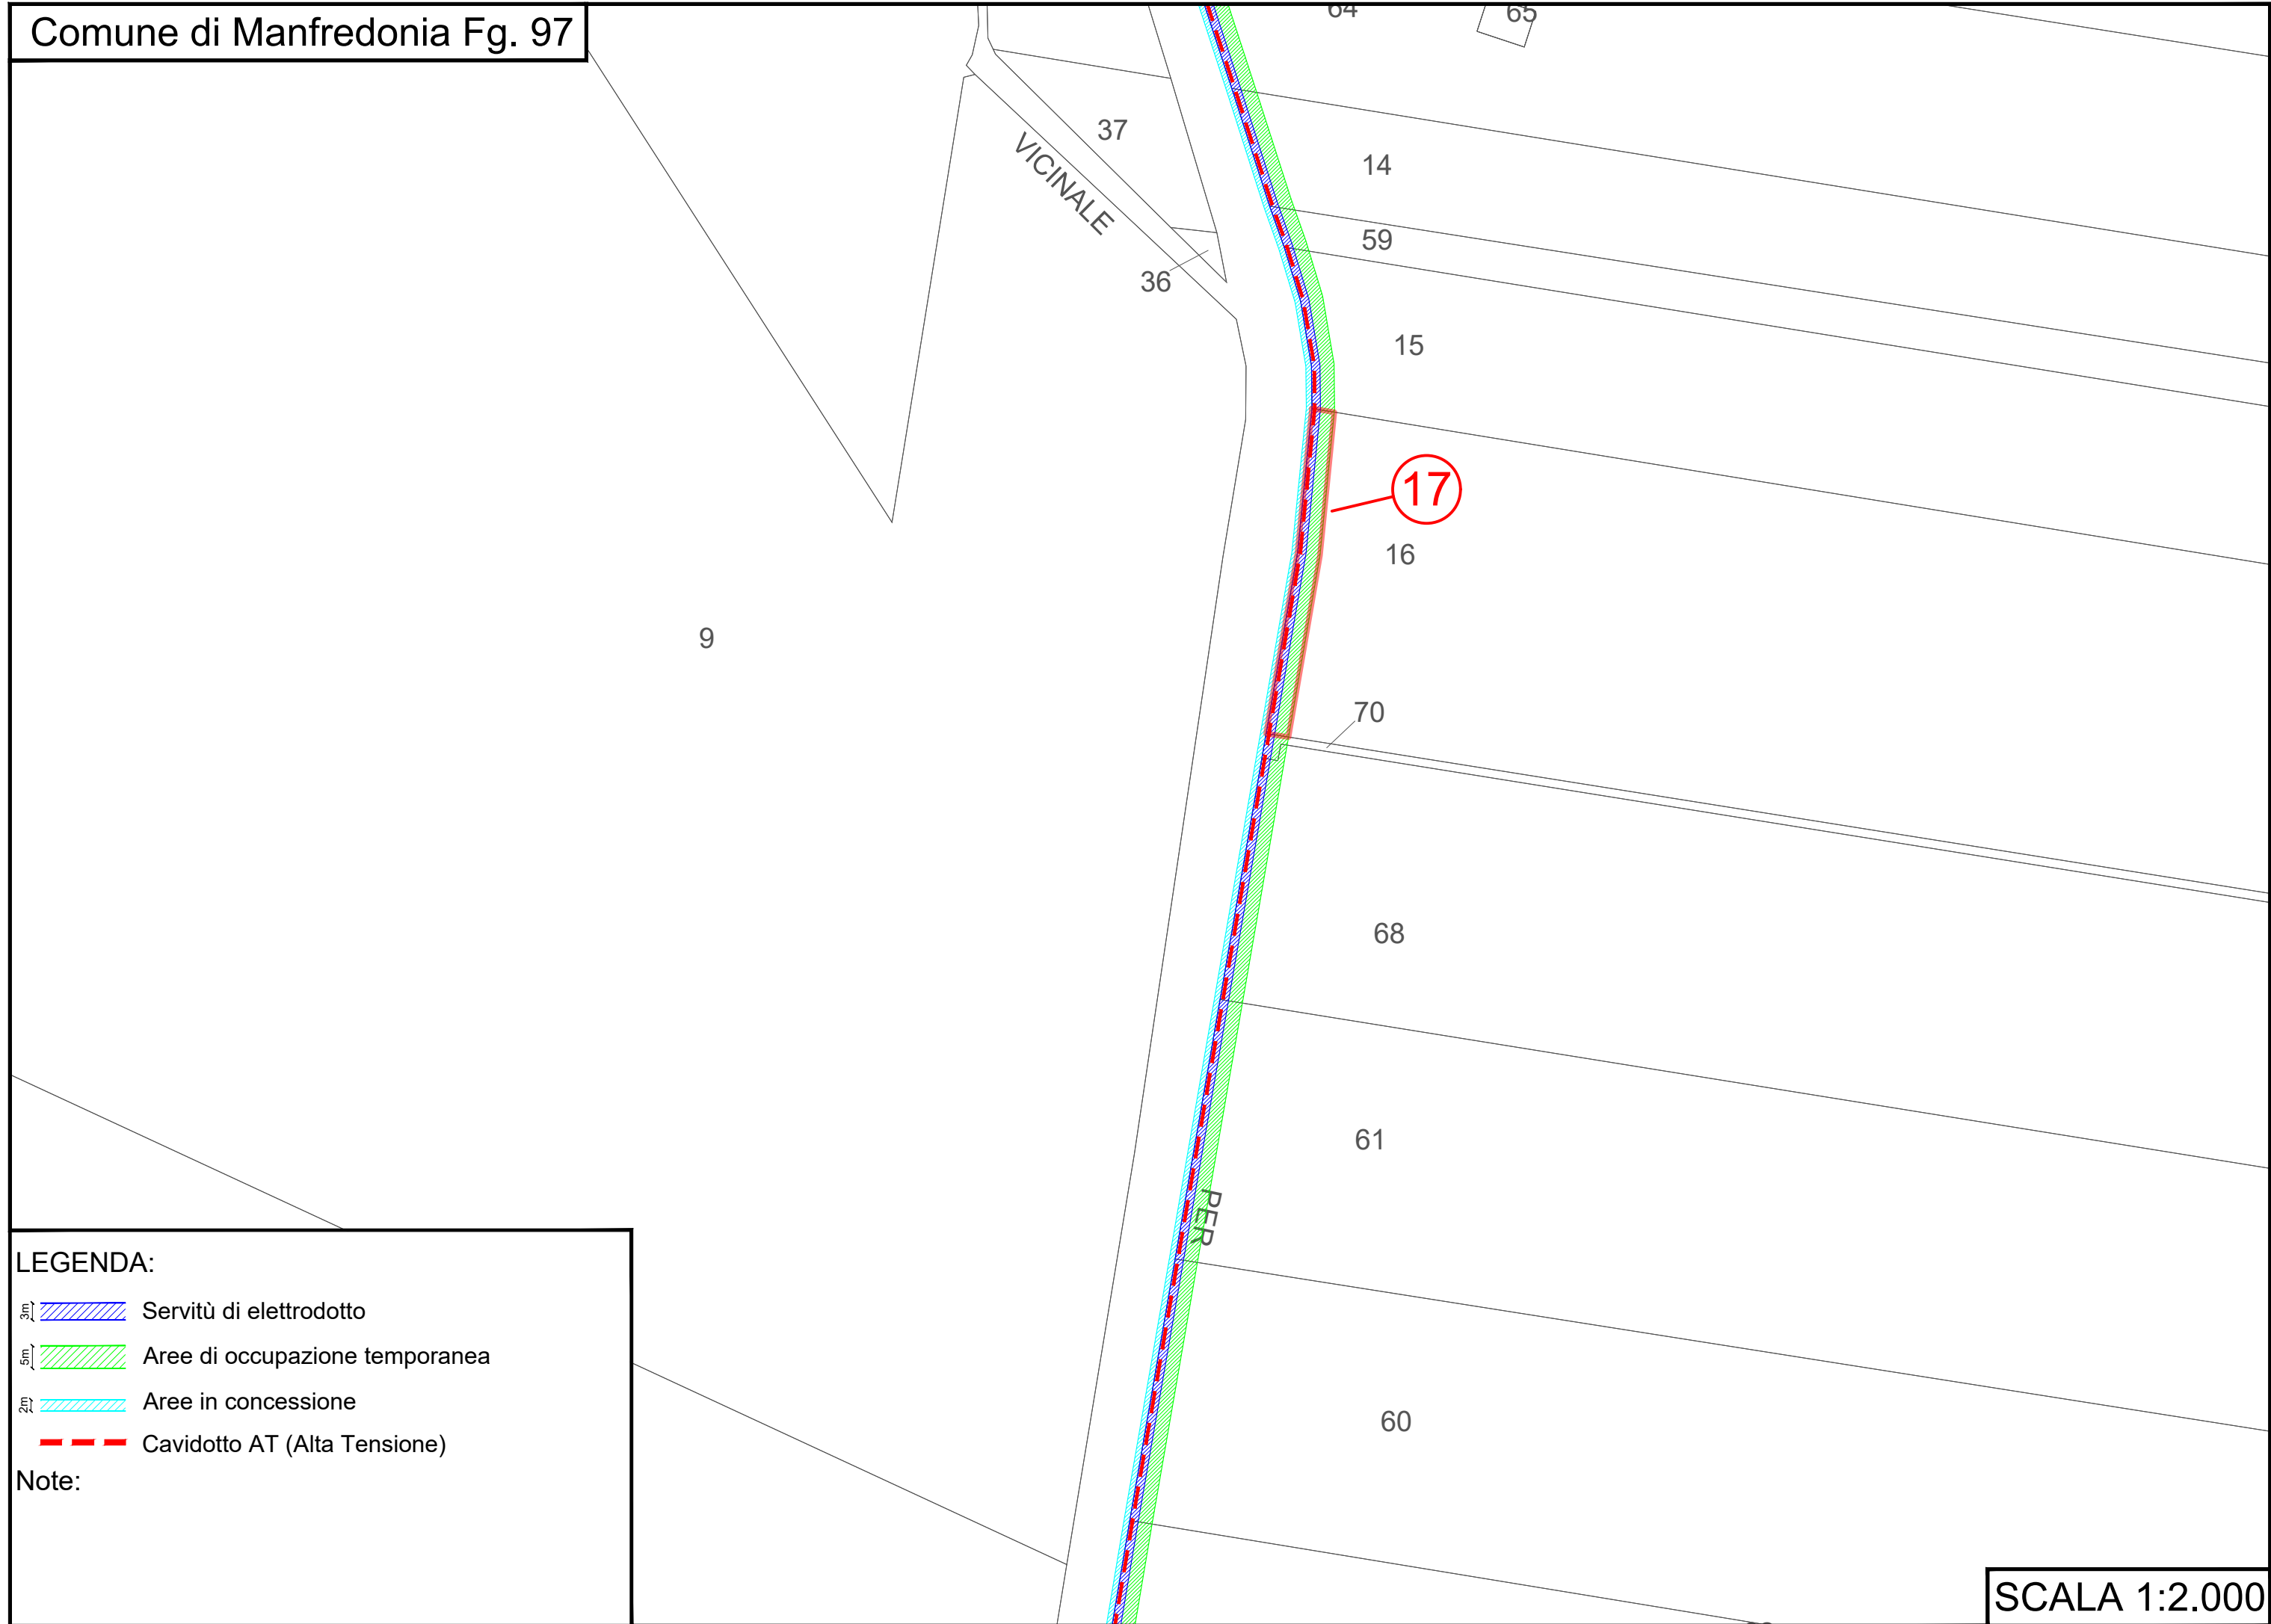 Comune di Manfredonia Fg. 97
64
65
37
VICINALE
14
59
36
15
17
16
9
70
68
61
PER
60
LEGENDA:
3m Servitù di elettrodotto
5m Aree di occupazione temporanea
2m Aree in concessione
Cavidotto AT (Alta Tensione)
Note:
SCALA 1:2.000